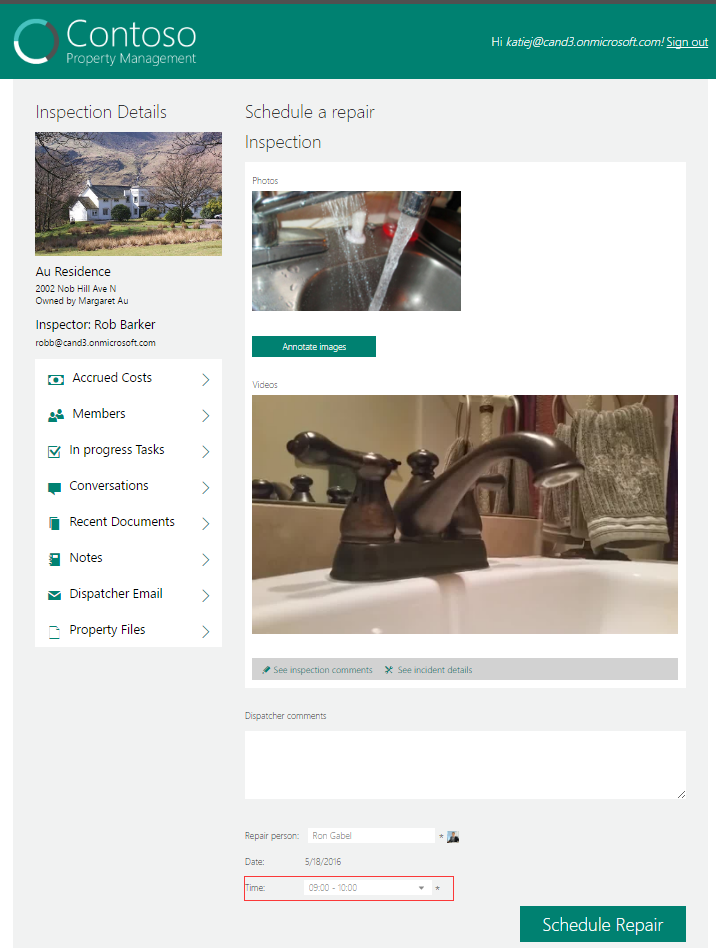 Contoso
Property Management
Hi katiej@cand3.onmicrosoft.com! Sign out
Inspection Details
Au Residence
2002 Nob Hill Ave N
Owned by Margaret Au
Inspector: Rob Barker
robb@cand3.onmicrosoft.com
Accrued Costs
Members
In progress Tasks
Conversations
Recent Documents
Notes
Dispatcher Email
Property Files
Schedule a repair
Inspection
Photos
Annotate images
Videos
See inspection comments See incident details
Dispatcher comments
Repair person: Ron Gabel *
Date: 5/18/2016
Time: 09:00 - 10:00 *
Schedule Repair